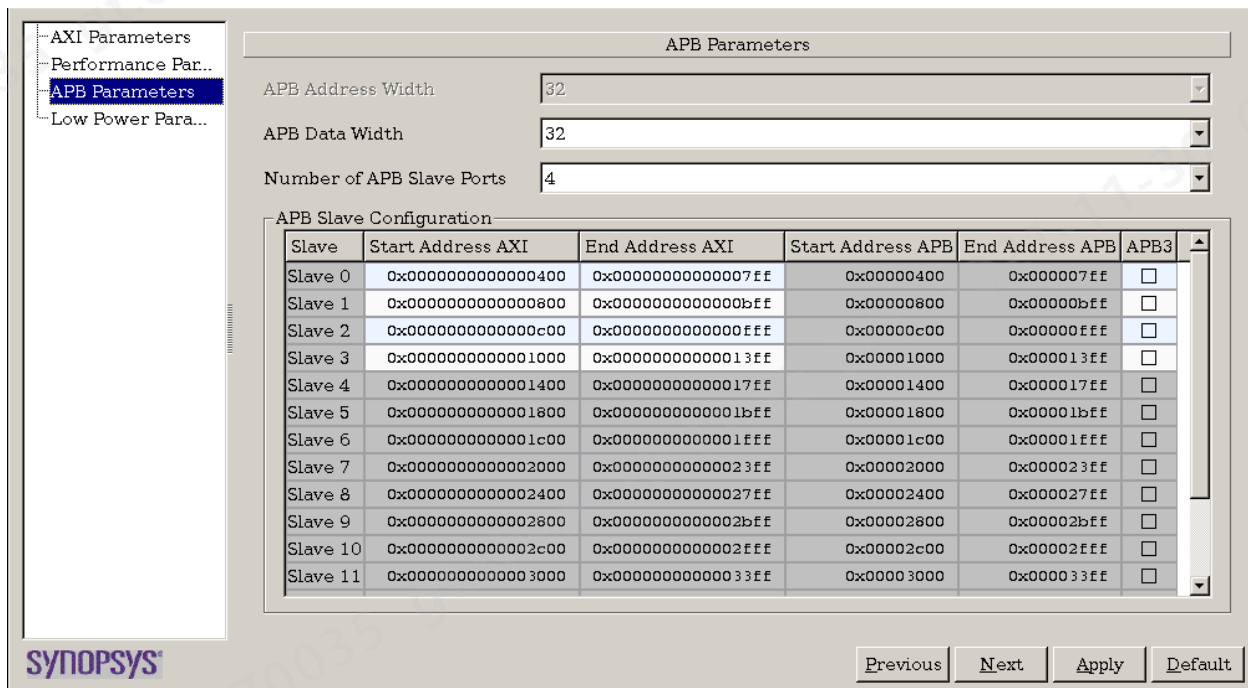 AXI Parameters
Performance Par...
APB Parameters
Low Power Para...
APB Parameters
APB Address Width 32
APB Data Width 32
Number of APB Slave Ports 4
APB Slave Configuration
Slave Start Address AXI End Address AXI Start Address APB End Address APB APB3
Slave 0 0x0000000000000400 0x00000000000007ff 0x00000400 0x000007ff
Slave 1 0x0000000000000800 0x0000000000000bff 0x00000800 0x00000bff
Slave 2 0x0000000000000c00 0x0000000000000fff 0x00000c00 0x00000fff
Slave 3 0x0000000000001000 0x00000000000013ff 0x00001000 0x000013ff
Slave 4 0x0000000000001400 0x00000000000017ff 0x00001400 0x000017ff
Slave 5 0x0000000000001800 0x0000000000001bff 0x00001800 0x00001bff
Slave 6 0x0000000000001c00 0x0000000000001fff 0x00001c00 0x00001fff
Slave 7 0x0000000000002000 0x00000000000023ff 0x00002000 0x000023ff
Slave 8 0x0000000000002400 0x00000000000027ff 0x00002400 0x000027ff
Slave 9 0x0000000000002800 0x0000000000002bff 0x00002800 0x00002bff
Slave 10 0x0000000000002c00 0x0000000000002fff 0x00002c00 0x00002fff
Slave 11 0x0000000000003000 0x00000000000033ff 0x00003000 0x000033ff
SYNOPSYS
Previous Next Apply Default